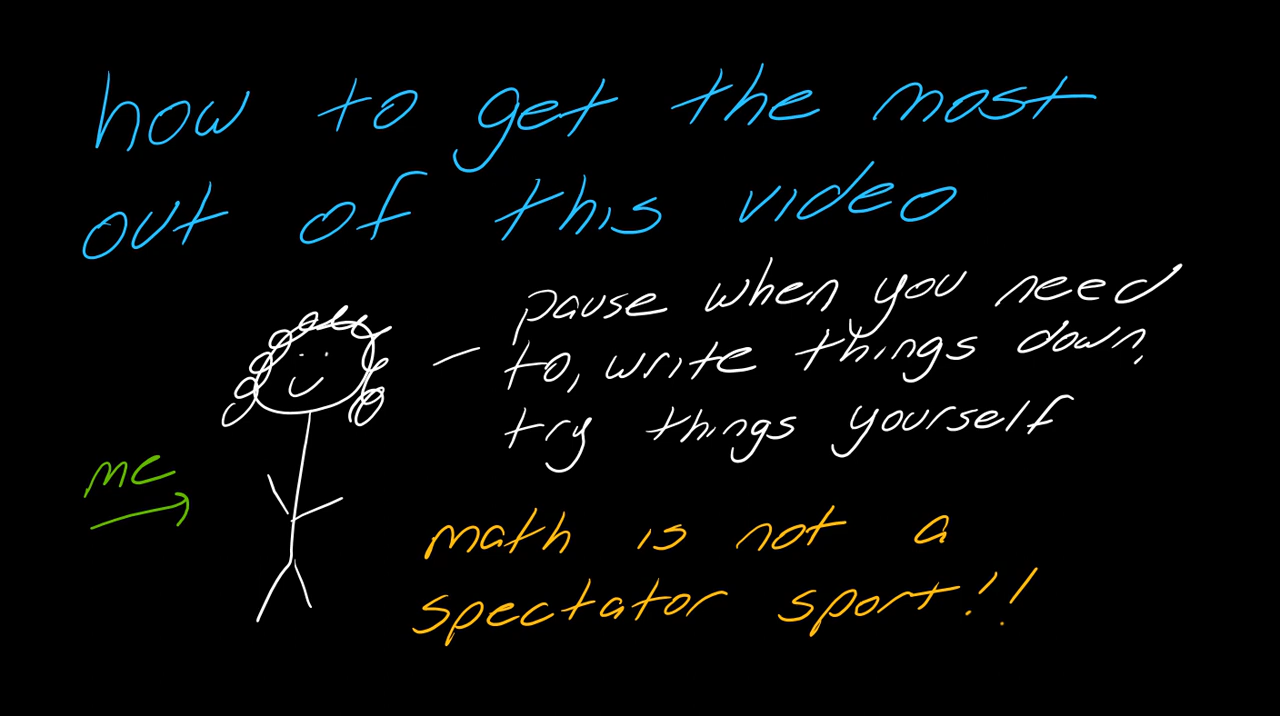 how to get the most
out of this video
pause when you need
to, write things down,
try things yourself
me
math is not a
spectator sport!!